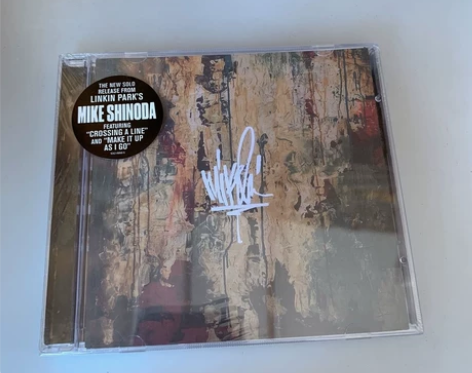 THE NEW SOLO
RELEASE FROM
LINKIN PARK'S
MIKE SHINODA
FEATURING
"CROSSING A LINE"
AND "MAKE IT UP
AS I GO"